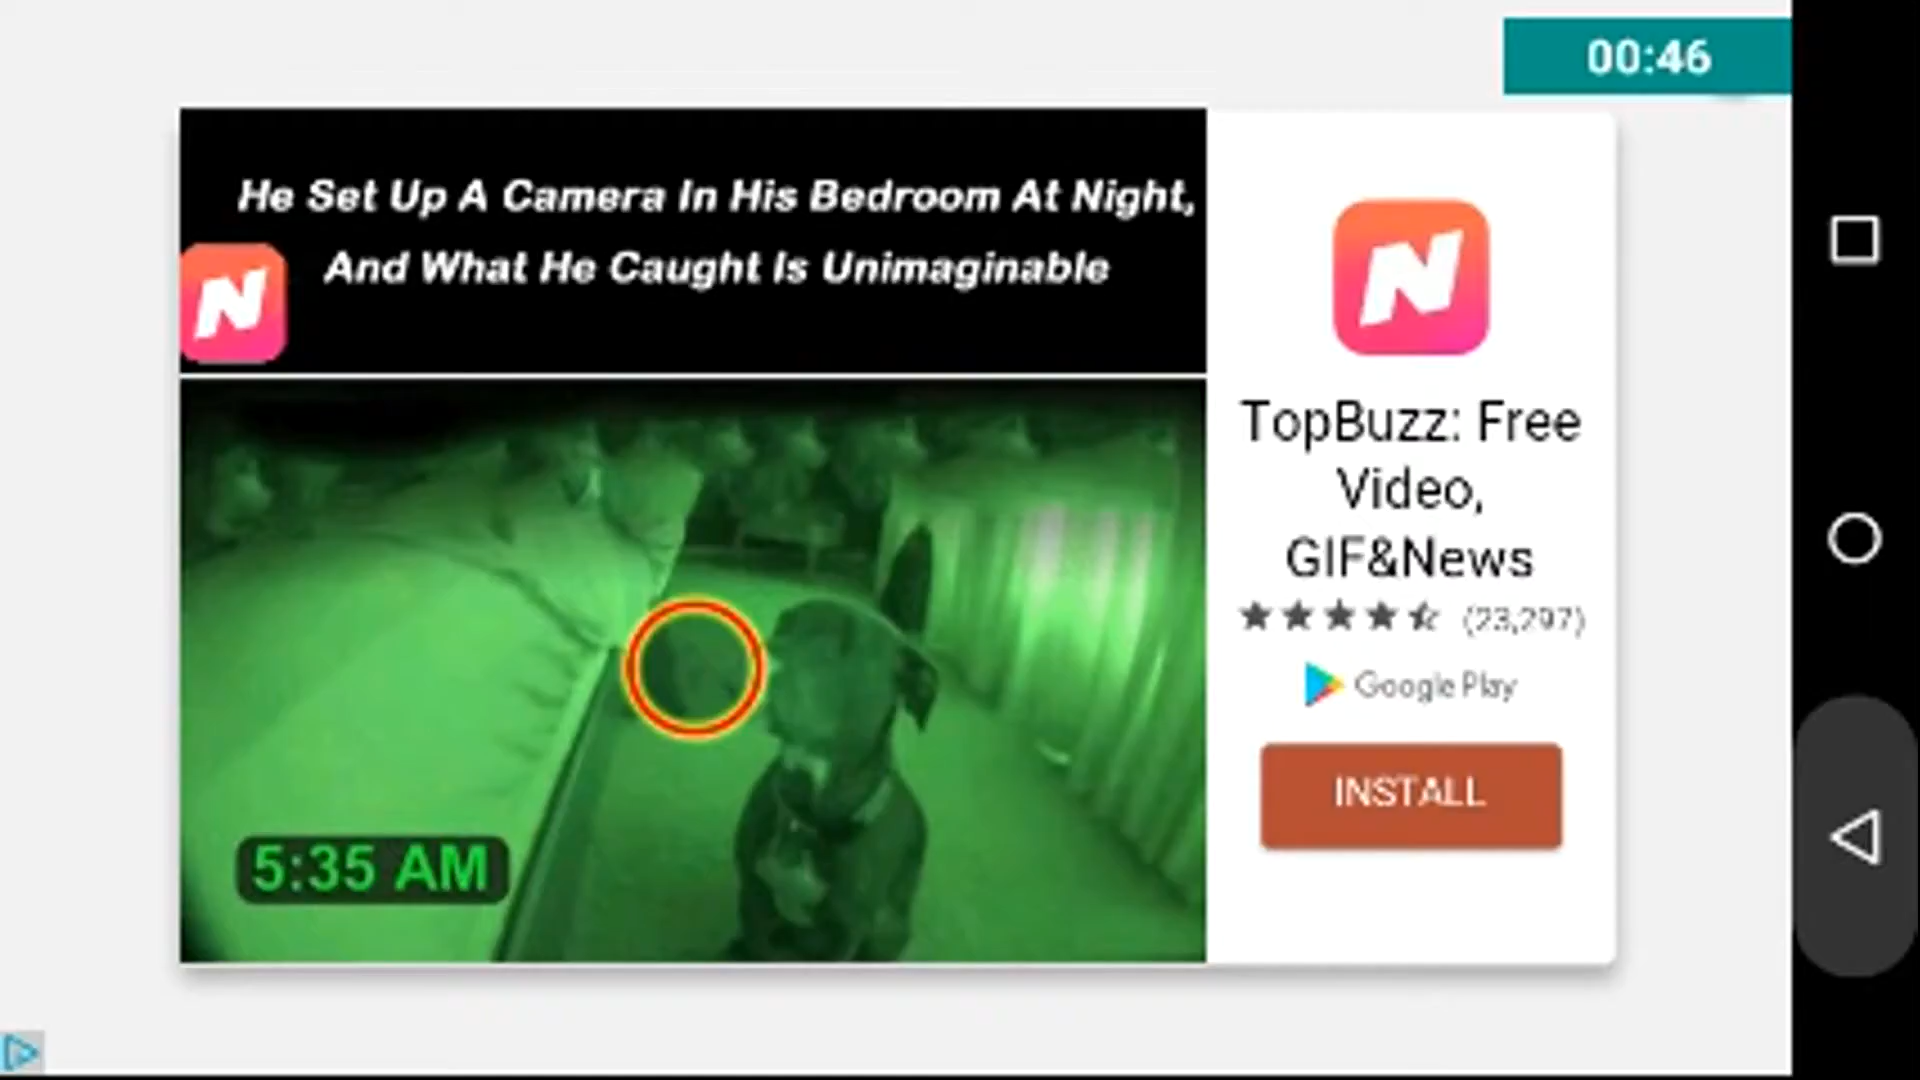 00:46
He Set Up A Camera In His Bedroom At Night,
And What He Caught Is Unimaginable
N
N
TopBuzz: Free
Video,
GIF&News
(23,297)
Google Play
INSTALL
5:35 AM